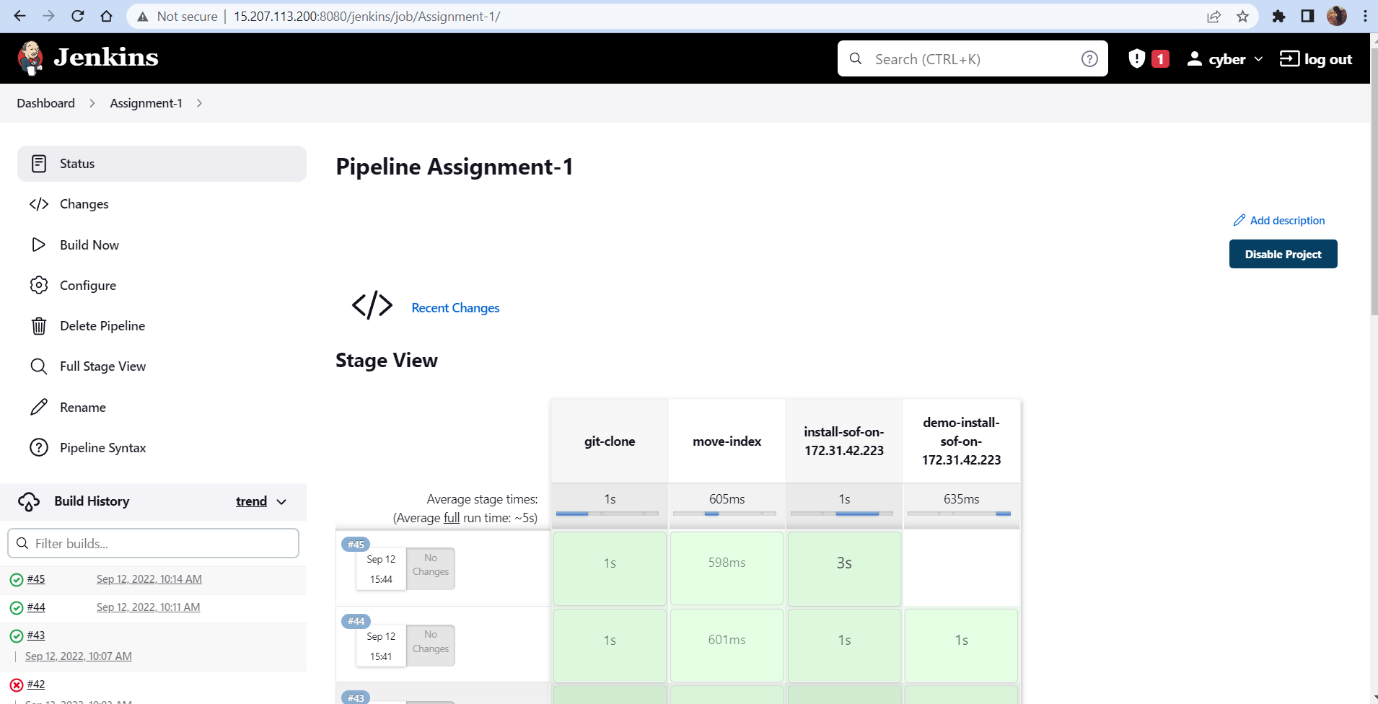 Not secure | 15.207.113.200:8080/jenkins/job/Assignment-1/
Jenkins
Search (CTRL+K)
1
cyber
log out
Dashboard
Assignment-1
Status
Changes
Build Now
Configure
Delete Pipeline
Full Stage View
Rename
Pipeline Syntax
Build History
trend
Filter builds...
#45 Sep 12, 2022, 10:14 AM
#44 Sep 12, 2022, 10:11 AM
#43
Sep 12, 2022, 10:07 AM
#42
Pipeline Assignment-1
Add description
Disable Project
Recent Changes
Stage View
git-clone
move-index
install-sof-on-
172.31.42.223
demo-install-
sof-on-
172.31.42.223
Average stage times:
(Average full run time: ~5s)
1s
605ms
1s
635ms
#45
Sep 12
15:44
No
Changes
1s
598ms
3s
#44
Sep 12
15:41
No
Changes
1s
601ms
1s
1s
#43